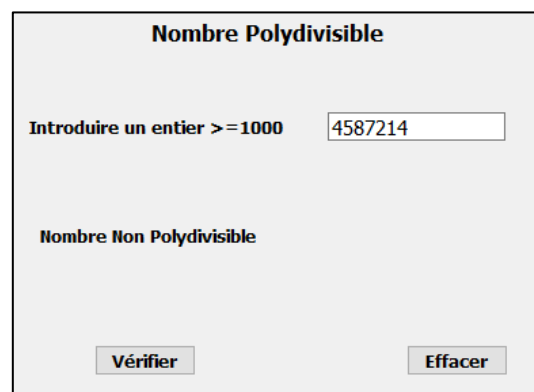 Nombre Polydivisible
Introduire un entier >=1000 4587214
Nombre Non Polydivisible
Vérifier Effacer